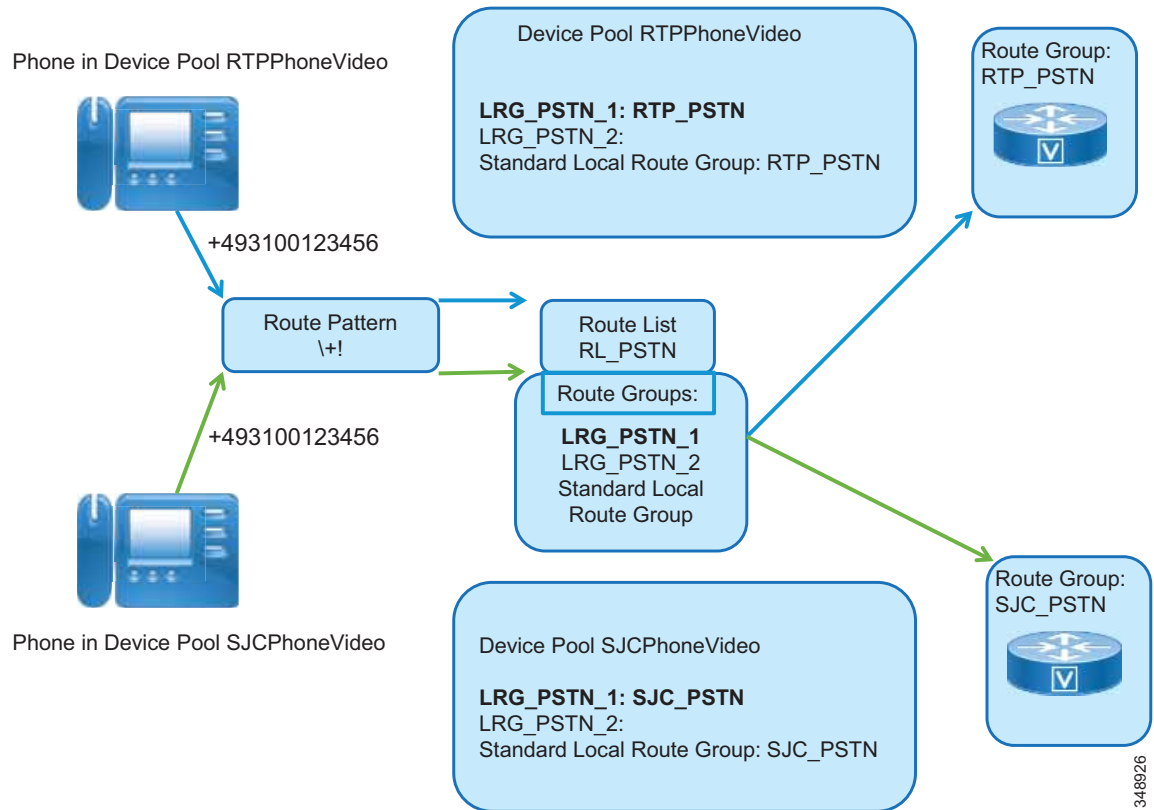 Phone in Device Pool RTPPhoneVideo
Device Pool RTPPhoneVideo
LRG_PSTN_1: RTP_PSTN
LRG_PSTN_2:
Standard Local Route Group: RTP_PSTN
Route Group:
RTP_PSTN
V
+493100123456
Route Pattern
\+!
Route List
RL_PSTN
Route Groups:
LRG_PSTN_1
LRG_PSTN_2
Standard Local
Route Group
+493100123456
Phone in Device Pool SJCPhoneVideo
Device Pool SJCPhoneVideo
LRG_PSTN_1: SJC_PSTN
LRG_PSTN_2:
Standard Local Route Group: SJC_PSTN
Route Group:
SJC_PSTN
V
348926